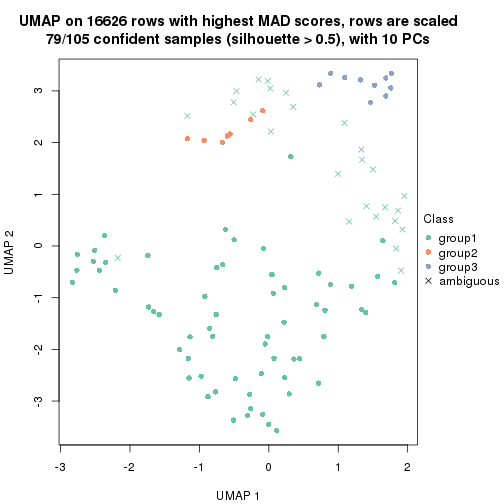 UMAP on 16626 rows with highest MAD scores, rows are scaled
79/105 confident samples (silhouette > 0.5), with 10 PCs
3
2
1
0
-1
-2
-3
UMAP 2
-3
-2
-1
0
1
2
UMAP 1
Class
group1
group2
group3
ambiguous